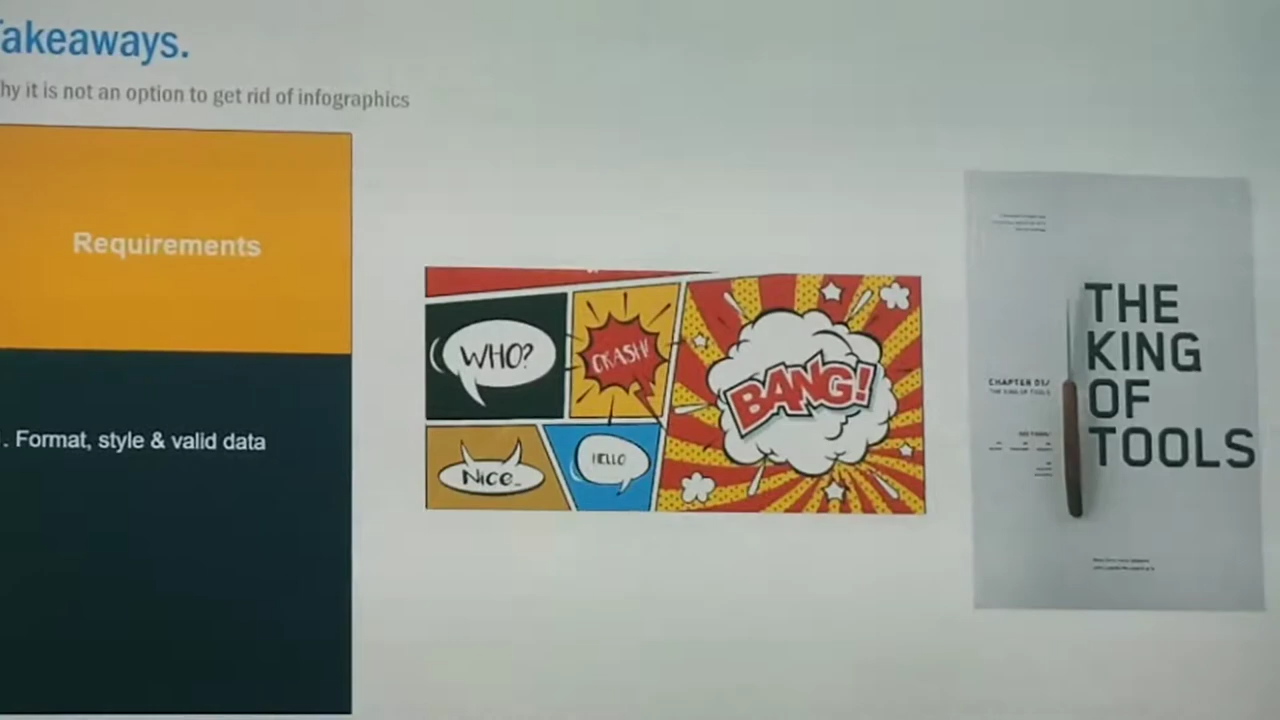 akeaways.
hy it is not an option to get rid of infographics
Requirements
. Format, style & valid data
WHO?
CRASH!
BANG!
NICE..
HELLO
THE
KING
OF
TOOLS
CHAPTER 01/
THE KING OF TOOLS